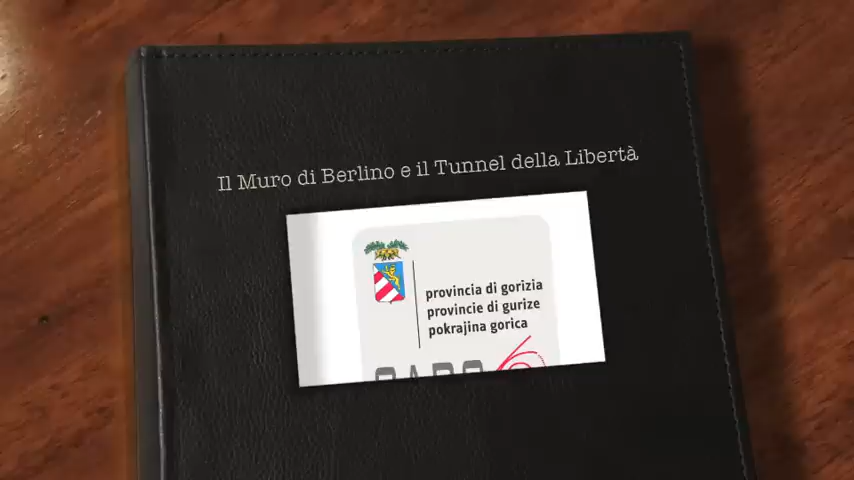 Il Muro di Berlino e il Tunnel della Libertà
provincia di gorizia
provincie di gurize
pokrajina gorica